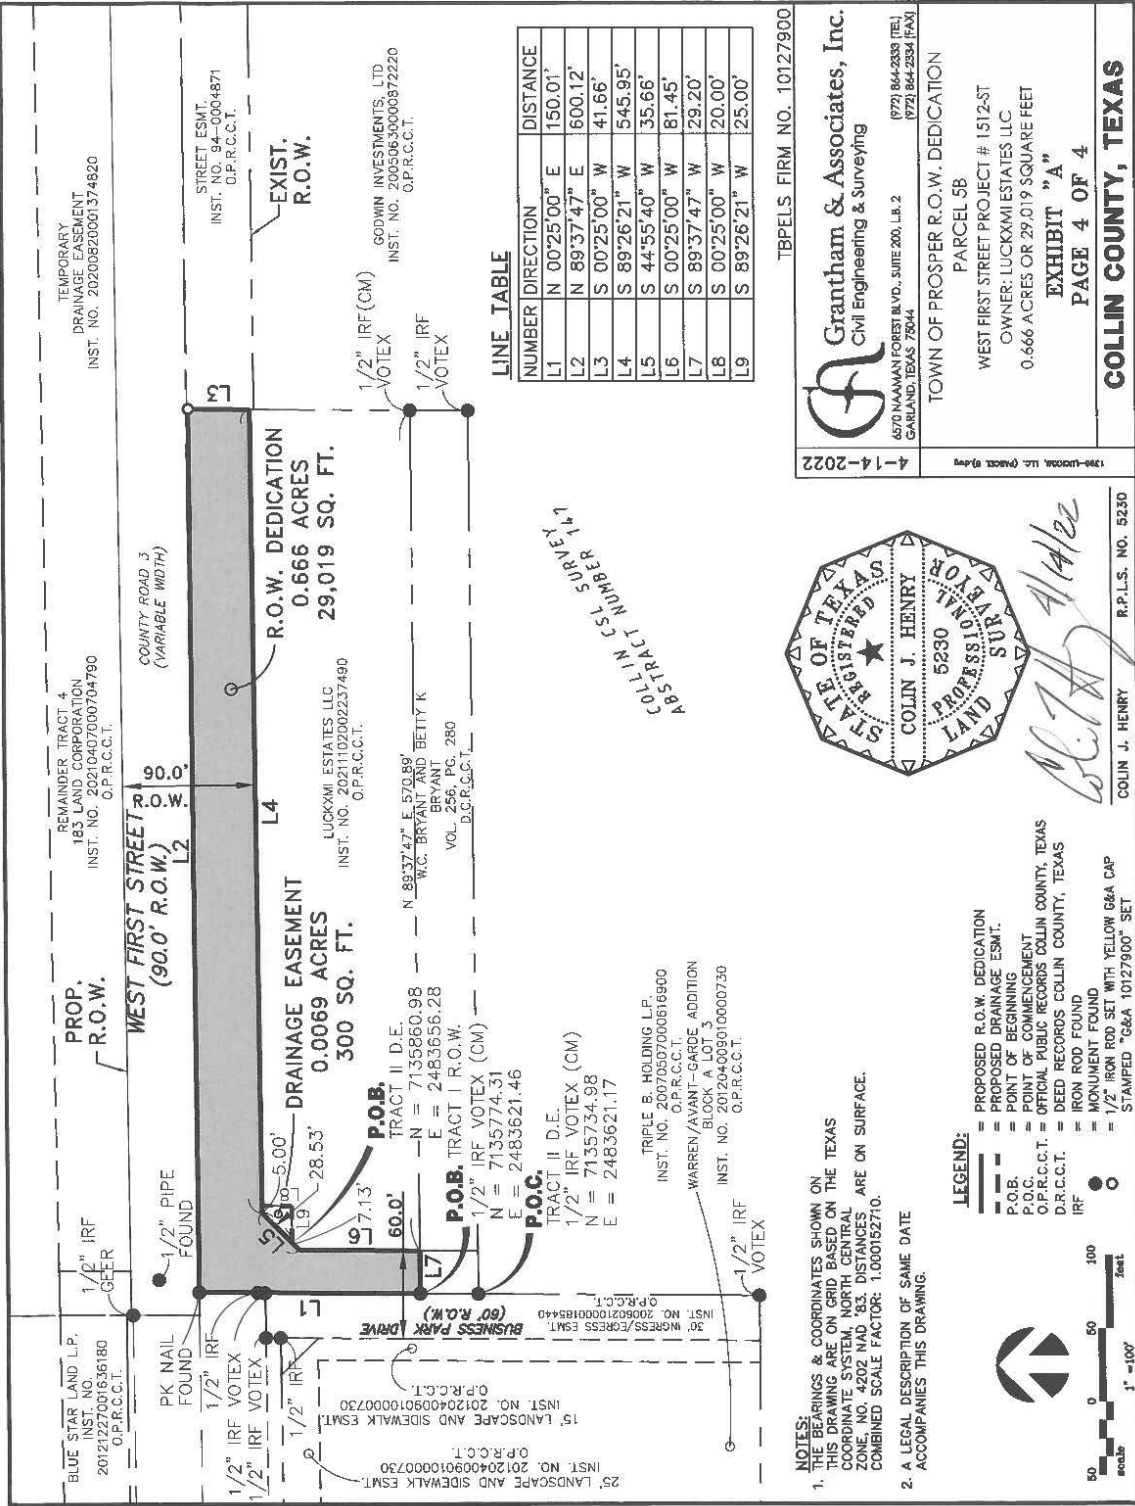 TEMPORARY
DRAINAGE EASEMENT
INST. NO. 20200820001374820
REMAINDER TRACT 4
183 LAND CORPORATION
INST. NO. 20210407000704790
O.P.R.C.C.T.
COUNTY ROAD 3
(VARIABLE WIDTH)
STREET ESMT.
INST. NO. 94-0004871
O.P.R.C.C.T.
EXIST.
R.O.W.
PROP.
R.O.W.
WEST FIRST STREET
(90.0' R.O.W.)
L2
90.0'
R.O.W.
L3
L4
BLUE STAR LAND L.P.
INST. NO.
20121227001636180
O.P.R.C.C.T.
1/2" IRF
GEER
1/2" PIPE
FOUND
PK NAIL
FOUND
1/2" IRF
1/2" IRF VOTEX
1/2" IRF VOTEX
1/2" IRF
R.O.W. DEDICATION
0.666 ACRES
29,019 SQ. FT.
GODWIN INVESTMENTS, LTD
INST. NO. 20050630000872220
O.P.R.C.C.T.
1/2" IRF(CM)
VOTEX
1/2" IRF
VOTEX
LUCKXMI ESTATES LLC
INST. NO. 20211102002237490
O.P.R.C.C.T.
DRAINAGE EASEMENT
0.0069 ACRES
300 SQ. FT.
5.00'
L8
L9
28.53'
L5
7.13'
L6
60.0'
L7
L1
P.O.B.
TRACT II D.E.
N = 7135860.98
E = 2483656.28
N 89°37'47" E 570.89'
W.C. BRYANT AND BETTY K
BRYANT
VOL. 256, PG. 280
D.C.R.C.C.T.
P.O.B. TRACT I R.O.W.
1/2" IRF VOTEX (CM)
N = 7135774.31
E = 2483621.46
P.O.C.
TRACT II D.E.
1/2" IRF VOTEX (CM)
N = 7135734.98
E = 2483621.17
BUSINESS PARK DRIVE
(60' R.O.W.)
30' INGRESS/EGRESS ESMT.
INST. NO. 20060210000185440
O.P.R.C.C.T.
15' LANDSCAPE AND SIDEWALK ESMT.
INST. NO. 20120400901000730
O.P.R.C.C.T.
25' LANDSCAPE AND SIDEWALK ESMT.
INST. NO. 20120400901000730
O.P.R.C.C.T.
TRIPLE B. HOLDING L.P.
INST. NO. 20070507000616900
O.P.R.C.C.T.
WARREN/AVANT-GARDE ADDITION
BLOCK A LOT 3
INST. NO. 20120400901000730
O.P.R.C.C.T.
1/2" IRF
VOTEX
COLLIN CSL SURVEY
ABSTRACT NUMBER 147
LINE TABLE
NUMBER DIRECTION DISTANCE
L1 N 00°25'00" E 150.01'
L2 N 89°37'47" E 600.12'
L3 S 00°25'00" W 41.66'
L4 S 89°26'21" W 545.95'
L5 S 44°55'40" W 35.66'
L6 S 00°25'00" W 81.45'
L7 S 89°37'47" W 29.20'
L8 S 00°25'00" W 20.00'
L9 S 89°26'21" W 25.00'
NOTES:
1. THE BEARINGS & COORDINATES SHOWN ON
THIS DRAWING ARE ON GRID BASED ON THE TEXAS
COORDINATE SYSTEM, NORTH CENTRAL
ZONE, NO. 4202 NAD '83. DISTANCES ARE ON SURFACE.
COMBINED SCALE FACTOR: 1.000152710.
2. A LEGAL DESCRIPTION OF SAME DATE
ACCOMPANIES THIS DRAWING.
LEGEND:
= PROPOSED R.O.W. DEDICATION
= PROPOSED DRAINAGE ESMT.
P.O.B. = POINT OF BEGINNING
P.O.C. = POINT OF COMMENCEMENT
O.P.R.C.C.T. = OFFICIAL PUBLIC RECORDS COLLIN COUNTY, TEXAS
D.R.C.C.T. = DEED RECORDS COLLIN COUNTY, TEXAS
IRF = IRON ROD FOUND
= MONUMENT FOUND
= 1/2" IRON ROD SET WITH YELLOW G&A CAP
STAMPED "G&A 10127900" SET
50 0 50 100
scale 1" =100' feet
STATE OF TEXAS
REGISTERED
COLIN J. HENRY
5230
PROFESSIONAL
LAND SURVEYOR
4/14/22
COLIN J. HENRY R.P.L.S. NO. 5230
TBPELS FIRM NO. 10127900
Grantham & Associates, Inc.
Civil Engineering & Surveying
6570 NAAMAN FOREST BLVD., SUITE 200, L.B. 2 (972) 864-2333 (TEL)
GARLAND, TEXAS 75044 (972) 864-2334 (FAX)
4-14-2022
TOWN OF PROSPER R.O.W. DEDICATION
PARCEL 5B
WEST FIRST STREET PROJECT # 1512-ST
OWNER: LUCKXMI ESTATES LLC
0.666 ACRES OR 29,019 SQUARE FEET
EXHIBIT "A"
PAGE 4 OF 4
COLLIN COUNTY, TEXAS